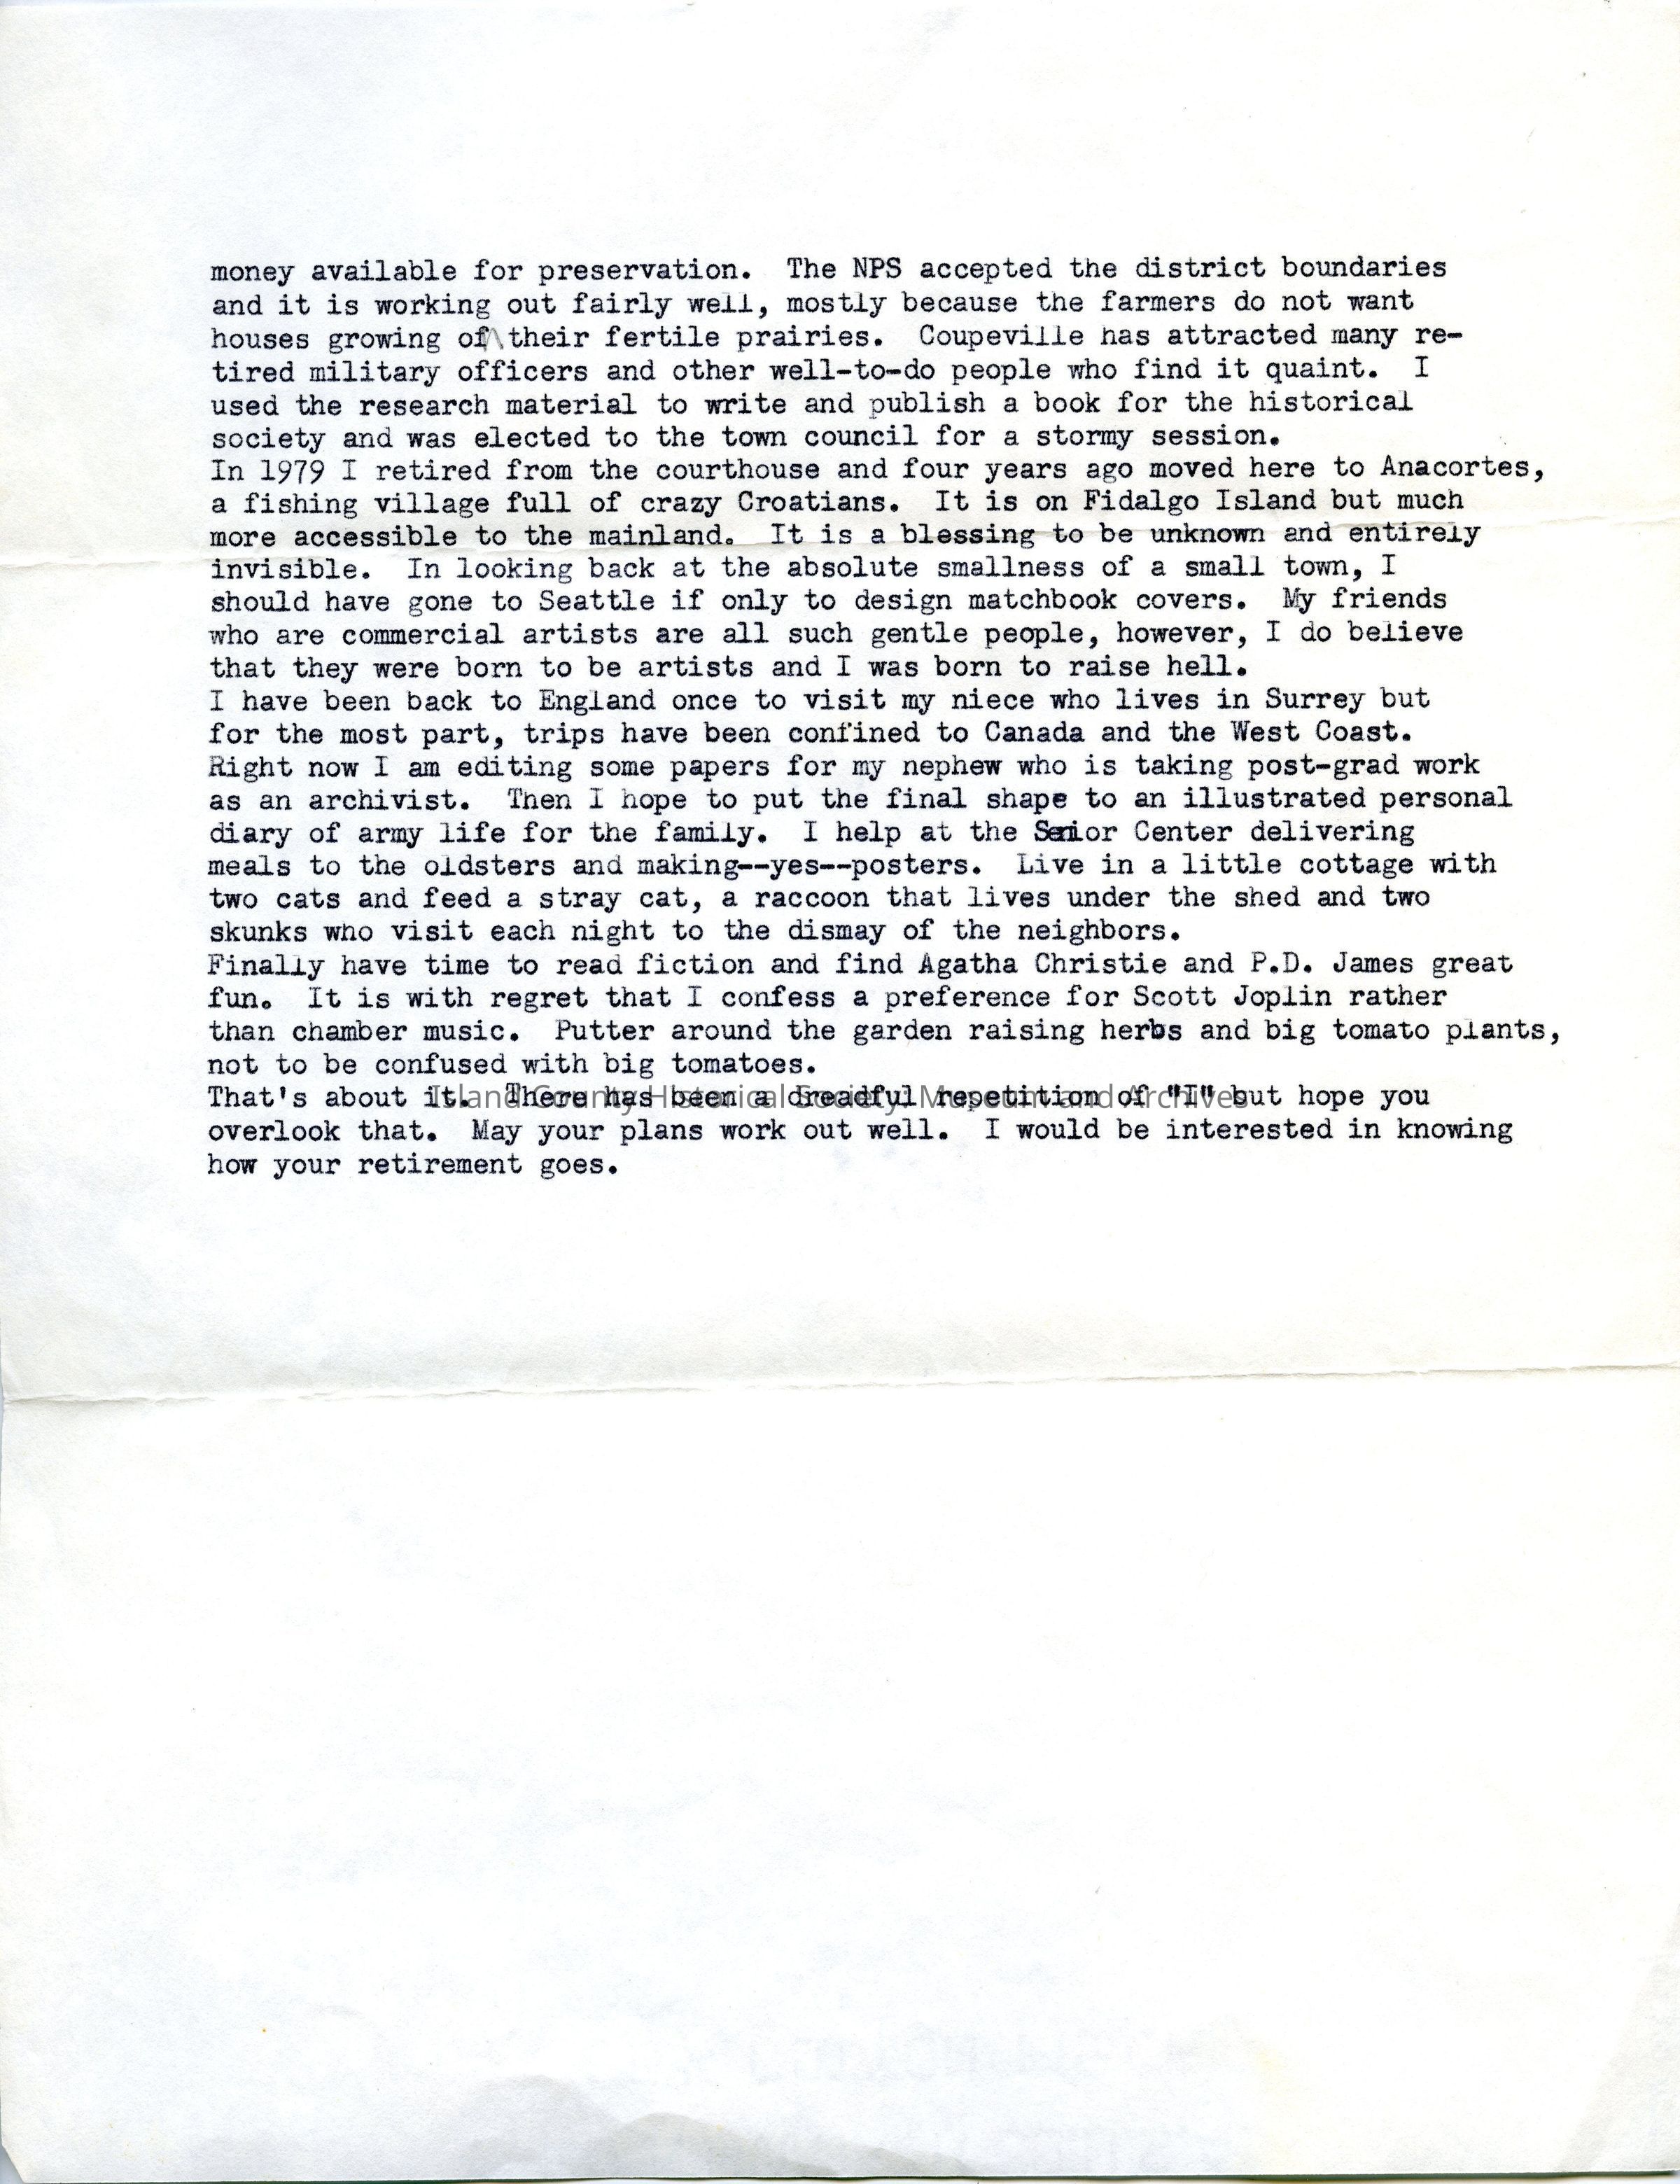 money available for preservation.  The NPS accepted the district boundaries
and it is working out fairly well, mostly because the farmers do not want
houses growing of their fertile prairies.  Coupeville has attracted many re-
tired military officers and other well-to-do people who find it quaint.  I
used the research material to write and publish a book for the historical
society and was elected to the town council for a stormy session.
In 1979 I retired from the courthouse and four years ago moved here to Anacortes,
a fishing village full of crazy Croatians.  It is on Fidalgo Island but much
more accessible to the mainland.  It is a blessing to be unknown and entirely
invisible.  In looking back at the absolute smallness of a small town, I
should have gone to Seattle if only to design matchbook covers.  My friends
who are commercial artists are all such gentle people, however, I do believe
that they were born to be artists and I was born to raise hell.
I have been back to England once to visit my niece who lives in Surrey but
for the most part, trips have been confined to Canada and the West Coast.
Right now I am editing some papers for my nephew who is taking post-grad work
as an archivist.  Then I hope to put the final shape to an illustrated personal
diary of army life for the family.  I help at the Senior Center delivering
meals to the oldsters and making--yes--posters.  Live in a little cottage with
two cats and feed a stray cat, a raccoon that lives under the shed and two
skunks who visit each night to the dismay of the neighbors.
Finally have time to read fiction and find Agatha Christie and P.D. James great
fun.  It is with regret that I confess a preference for Scott Joplin rather
than chamber music.  Putter around the garden raising herbs and big tomato plants,
not to be confused with big tomatoes.
That's about it.  There has been a dreadful repetition of "I" but hope you
Island County Historical Society, Museum and Archives
overlook that.  May your plans work out well.  I would be interested in knowing
how your retirement goes.